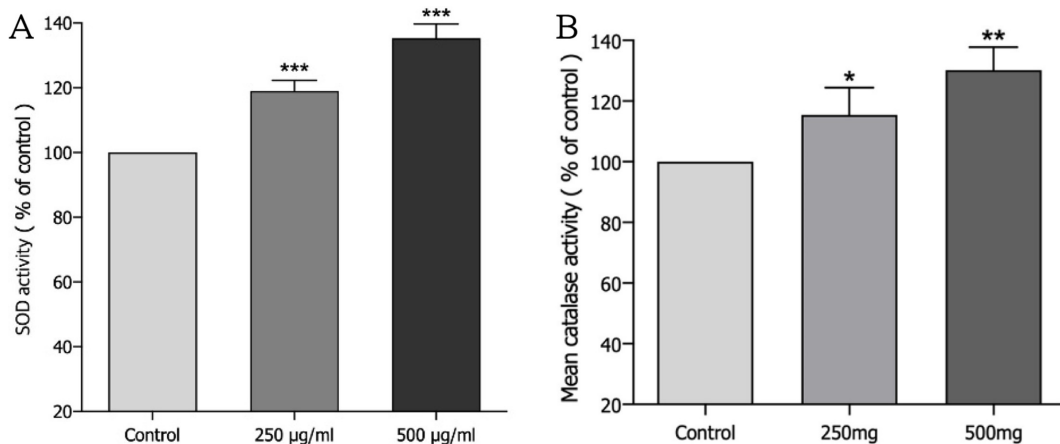 A
SOD activity ( % of control )
140
120
100
80
60
40
20
***
***
Control
250 µg/ml
500 µg/ml
B
Mean catalase activity ( % of control )
140
120
100
80
60
40
20
*
**
Control
250mg
500mg